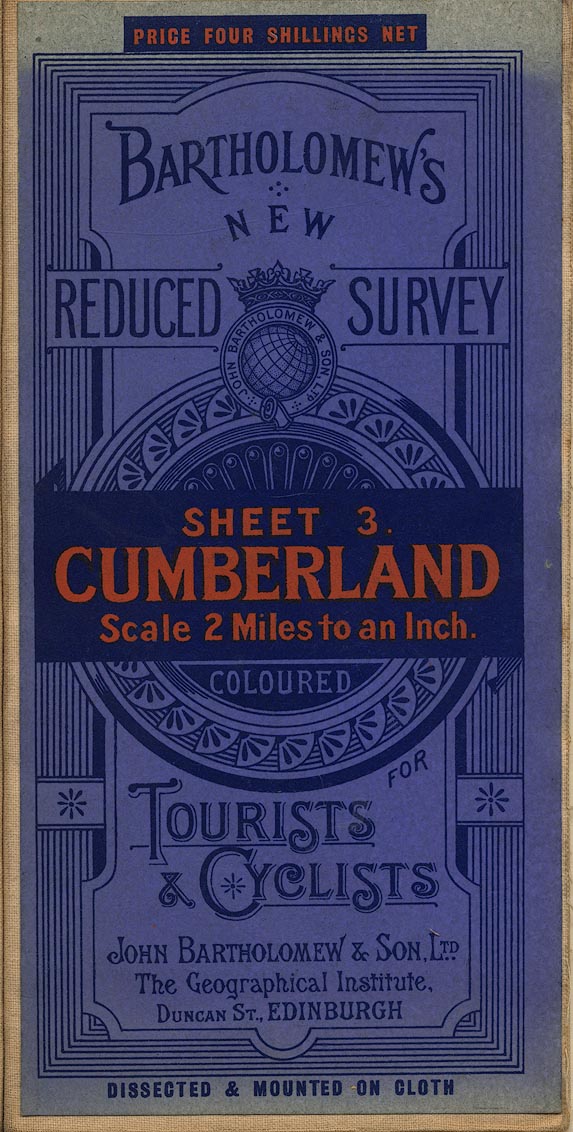 PRICE FOUR SHILLINGS NET
BARTHOLOMEW'S
NEW
REDUCED SURVEY
JOHN BARTHOLOMEW & SON LTD
SHEET 3.
CUMBERLAND
Scale 2 Miles to an Inch.
COLOURED
FOR
TOURISTS
& CYCLISTS
JOHN BARTHOLOMEW & SON, LTD
The Geographical Institute,
DUNCAN ST., EDINBURGH
DISSECTED & MOUNTED ON CLOTH